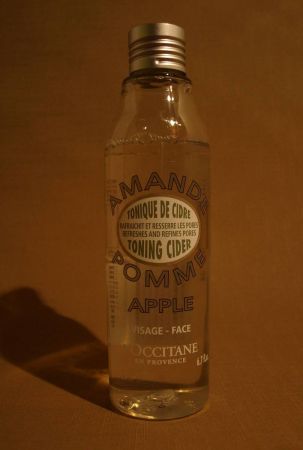 AMANDE
TONIQUE DE CIDRE
RAFRAICHIT ET RESSERRE LES PORES
REFRESHES AND REFINES PORES
TONING CIDER
POMME
APPLE
VISAGE - FACE
L'OCCITANE
EN PROVENCE